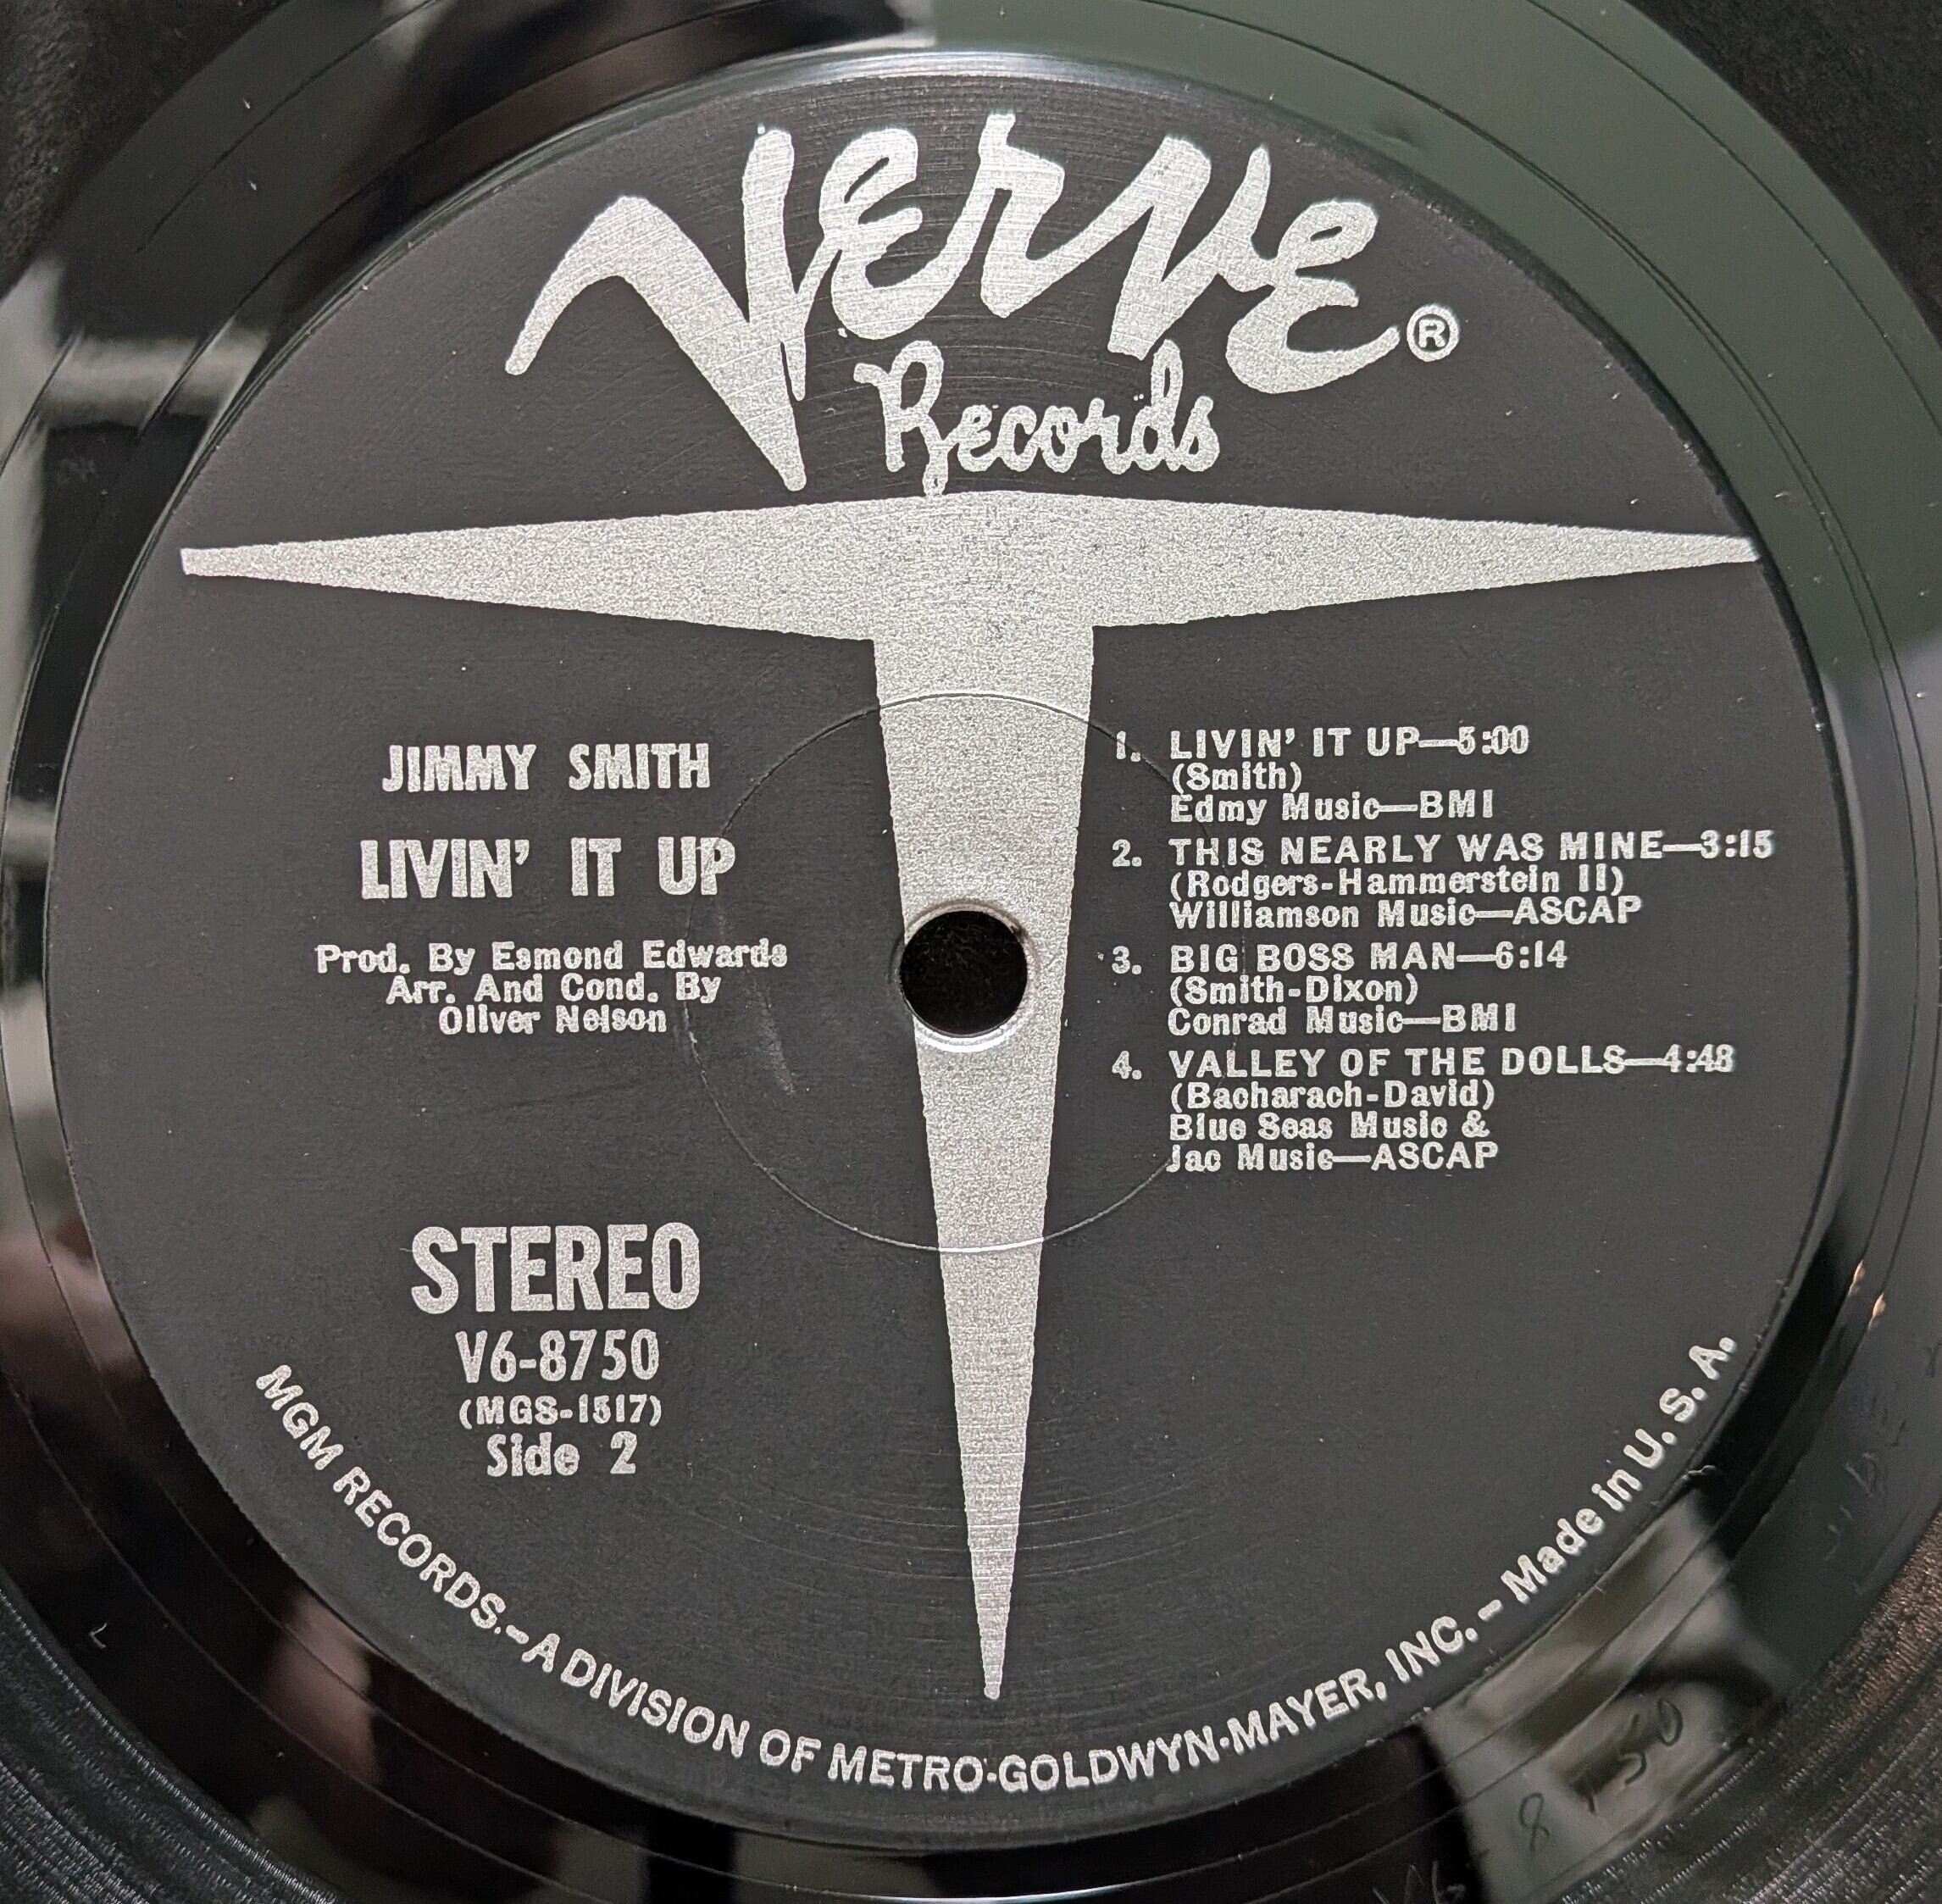 Verve®
Records
JIMMY SMITH
LIVIN' IT UP
Prod. By Esmond Edwards
Arr. And Cond. By
Oliver Nelson
STEREO
V6-8750
(MGS-1517)
Side 2
1. LIVIN' IT UP—5:00
(Smith)
Edmy Music—BMI
2. THIS NEARLY WAS MINE—3:15
(Rodgers-Hammerstein II)
Williamson Music—ASCAP
3. BIG BOSS MAN—6:14
(Smith-Dixon)
Conrad Music—BMI
4. VALLEY OF THE DOLLS—4:48
(Bacharach-David)
Blue Seas Music &
Jac Music—ASCAP
MGM RECORDS.–A DIVISION OF METRO-GOLDWYN-MAYER, INC. – Made in U. S. A.